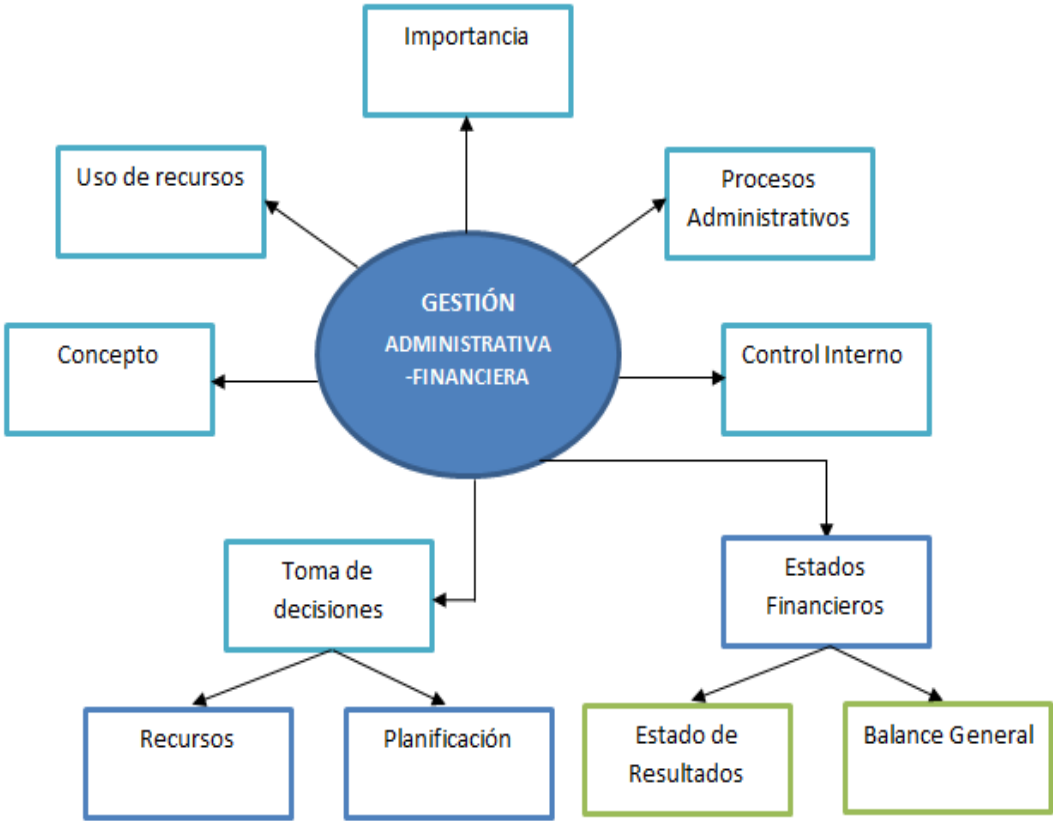 Importancia
Uso de recursos
Procesos
Administrativos
GESTIÓN
ADMINISTRATIVA
-FINANCIERA
Concepto
Control Interno
Toma de
decisiones
Estados
Financieros
Recursos
Planificación
Estado de
Resultados
Balance General